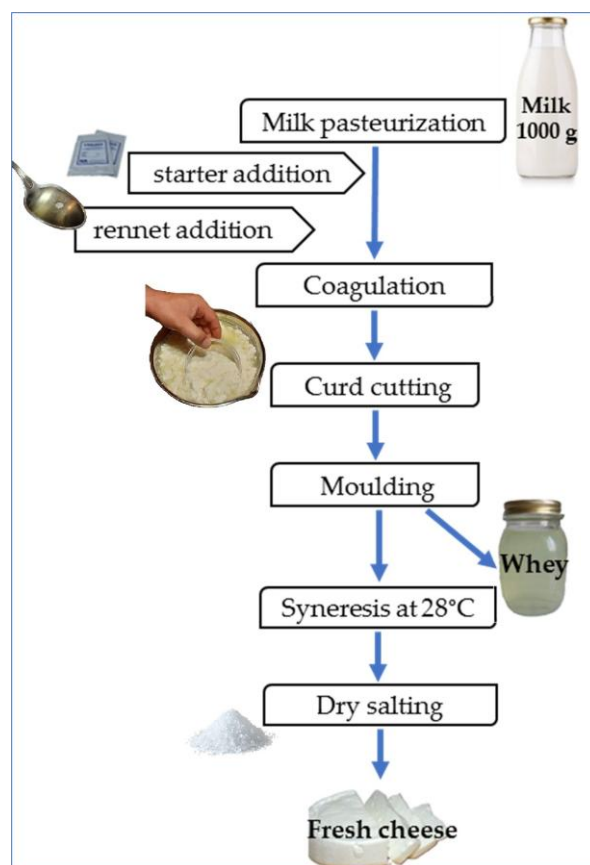 Milk pasteurization
Milk
1000 g
starter addition
rennet addition
Coagulation
Curd cutting
Moulding
Whey
Syneresis at 28°C
Dry salting
Fresh cheese